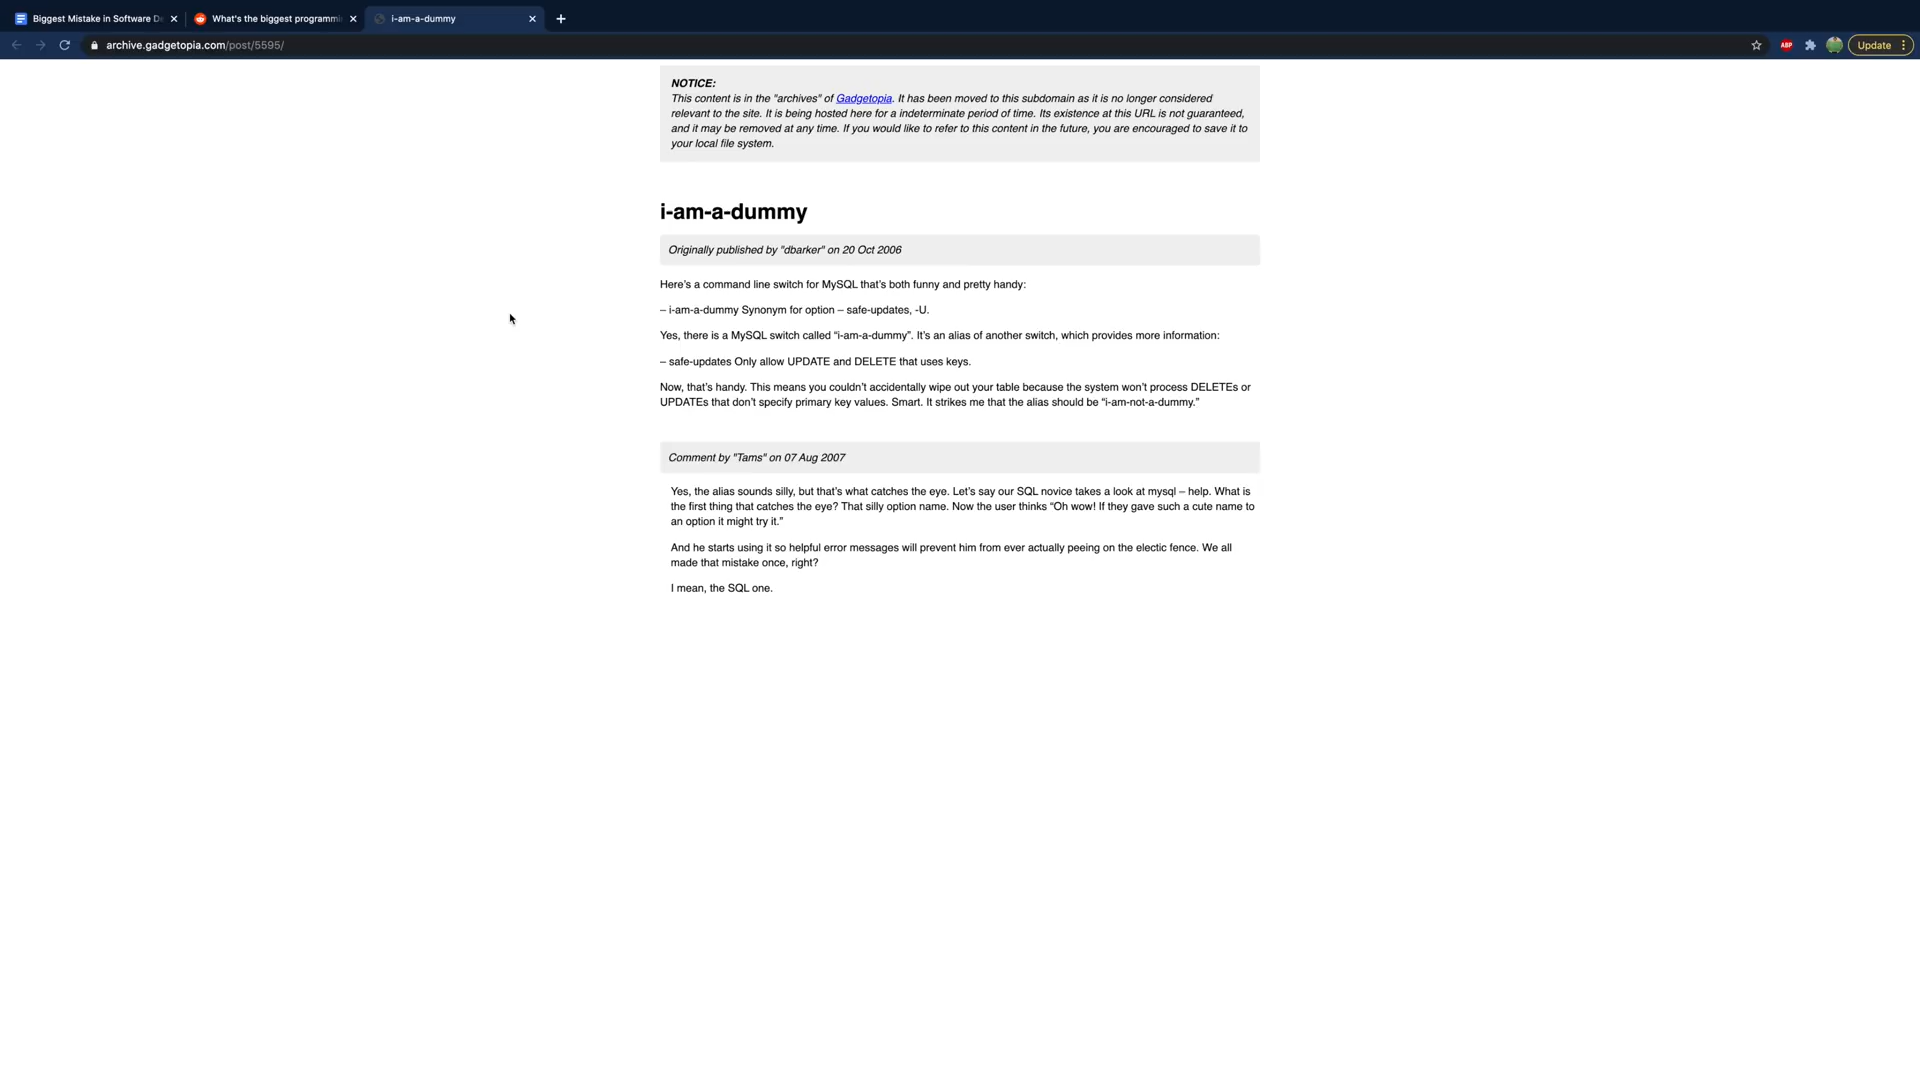 Biggest Mistake in Software De
What's the biggest programmi
i-am-a-dummy
archive.gadgetopia.com/post/5595/
ABP
Update
NOTICE:
This content is in the "archives" of Gadgetopia. It has been moved to this subdomain as it is no longer considered
relevant to the site. It is being hosted here for a indeterminate period of time. Its existence at this URL is not guaranteed,
and it may be removed at any time. If you would like to refer to this content in the future, you are encouraged to save it to
your local file system.
i-am-a-dummy
Originally published by "dbarker" on 20 Oct 2006
Here’s a command line switch for MySQL that’s both funny and pretty handy:
– i-am-a-dummy Synonym for option – safe-updates, -U.
Yes, there is a MySQL switch called “i-am-a-dummy”. It’s an alias of another switch, which provides more information:
– safe-updates Only allow UPDATE and DELETE that uses keys.
Now, that’s handy. This means you couldn’t accidentally wipe out your table because the system won’t process DELETEs or
UPDATEs that don’t specify primary key values. Smart. It strikes me that the alias should be “i-am-not-a-dummy.”
Comment by "Tams" on 07 Aug 2007
Yes, the alias sounds silly, but that’s what catches the eye. Let’s say our SQL novice takes a look at mysql – help. What is
the first thing that catches the eye? That silly option name. Now the user thinks “Oh wow! If they gave such a cute name to
an option it might try it.”
And he starts using it so helpful error messages will prevent him from ever actually peeing on the electic fence. We all
made that mistake once, right?
I mean, the SQL one.